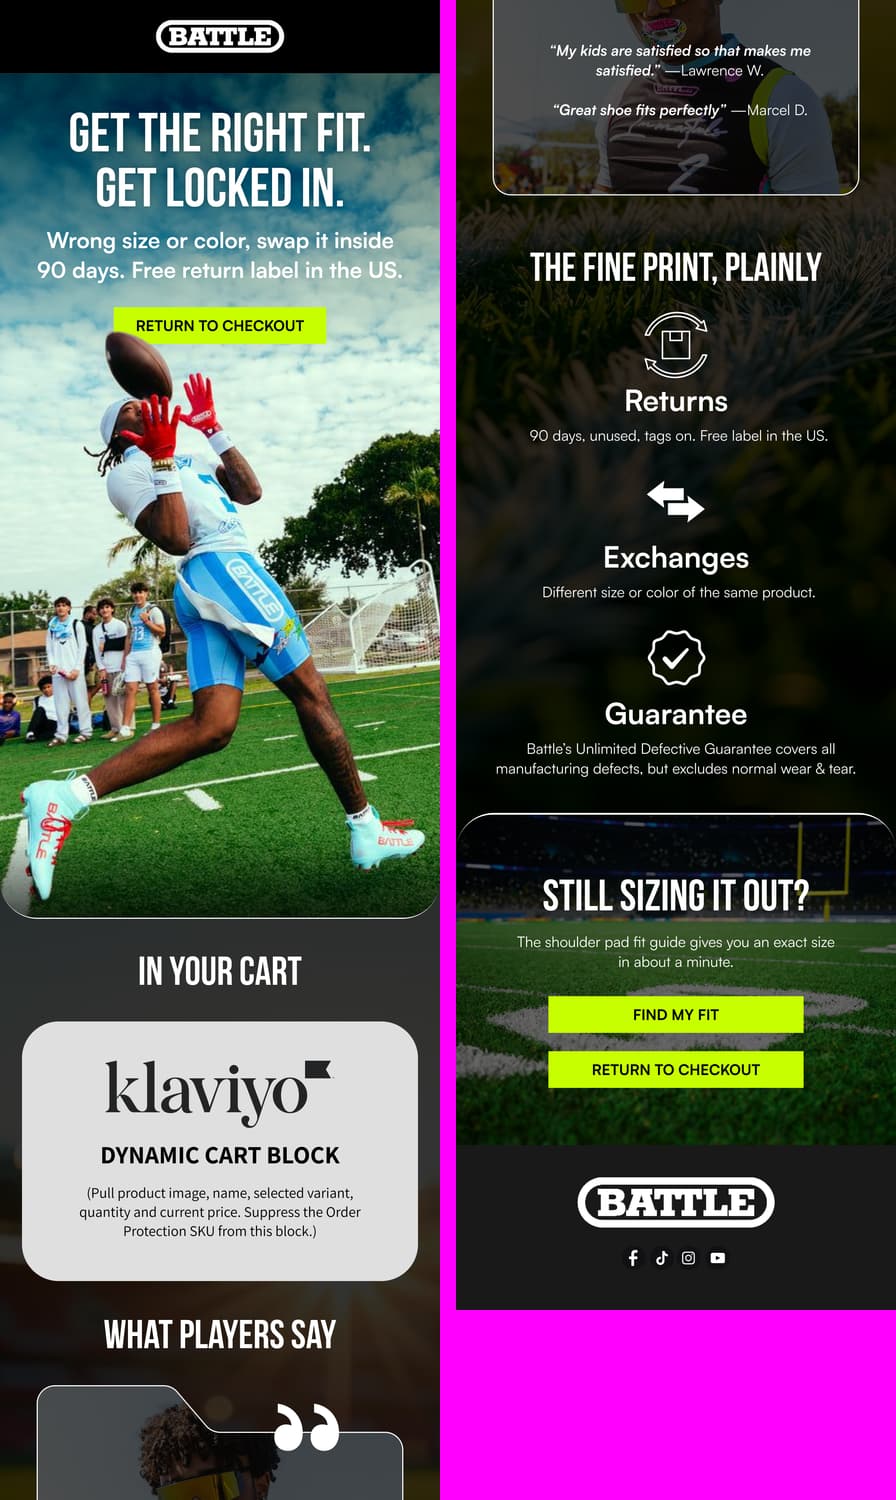 BATTLE
GET THE RIGHT FIT.
GET LOCKED IN.
Wrong size or color, swap it inside
90 days. Free return label in the US.
RETURN TO CHECKOUT
BATTLE
BATTLE
BATTLE
IN YOUR CART
klaviyo
DYNAMIC CART BLOCK
(Pull product image, name, selected variant,
quantity and current price. Suppress the Order
Protection SKU from this block.)
WHAT PLAYERS SAY
“My kids are satisfied so that makes me
satisfied.” —Lawrence W.
“Great shoe fits perfectly” —Marcel D.
THE FINE PRINT, PLAINLY
Returns
90 days, unused, tags on. Free label in the US.
Exchanges
Different size or color of the same product.
Guarantee
Battle’s Unlimited Defective Guarantee covers all
manufacturing defects, but excludes normal wear & tear.
STILL SIZING IT OUT?
The shoulder pad fit guide gives you an exact size
in about a minute.
FIND MY FIT
RETURN TO CHECKOUT
BATTLE